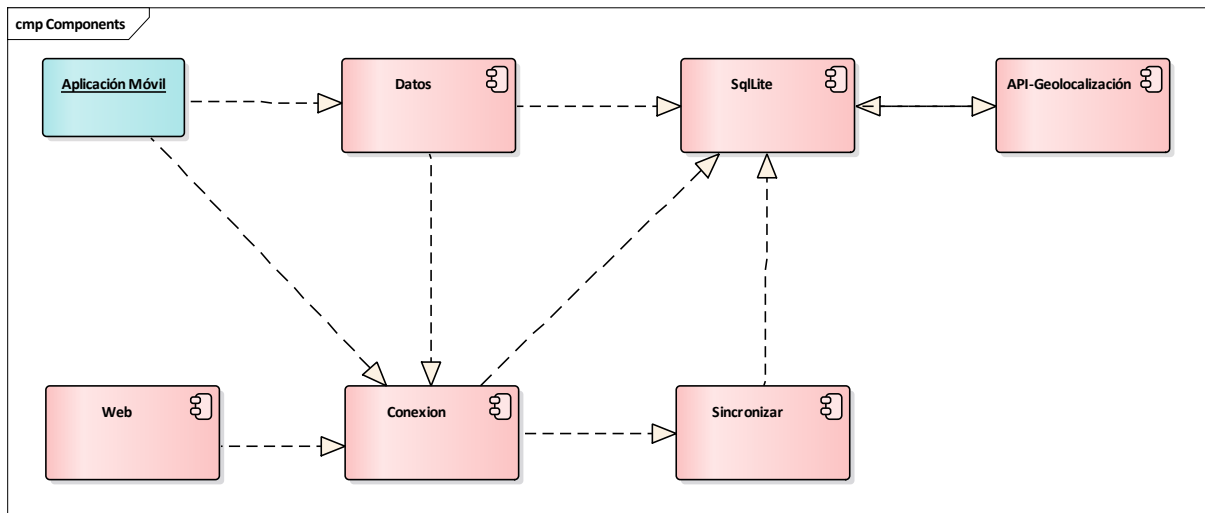 cmp Components
Aplicación Móvil
Datos
SqlLite
API-Geolocalización
Web
Conexion
Sincronizar